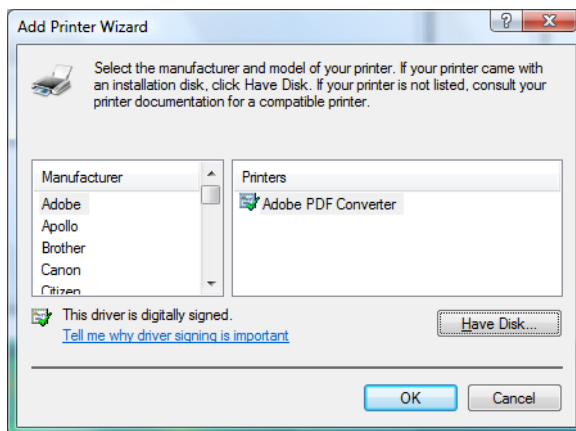 Add Printer Wizard
Select the manufacturer and model of your printer. If your printer came with
an installation disk, click Have Disk. If your printer is not listed, consult your
printer documentation for a compatible printer.
Manufacturer
Adobe
Apollo
Brother
Canon
Citizen
Printers
Adobe PDF Converter
This driver is digitally signed.
Tell me why driver signing is important
Have Disk...
OK
Cancel